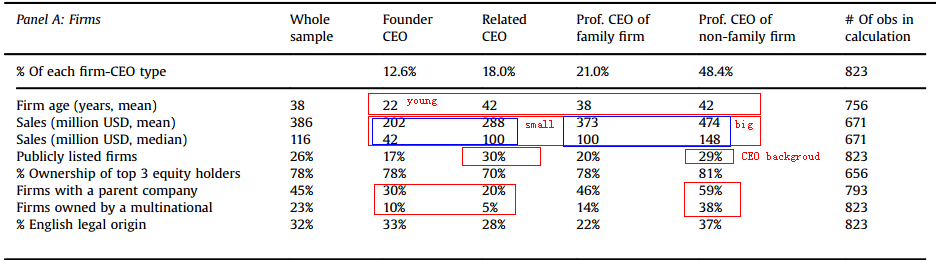 Panel A: Firms Whole sample Founder CEO Related CEO Prof. CEO of family firm Prof. CEO of non-family firm # Of obs in calculation
% Of each firm-CEO type 12.6% 18.0% 21.0% 48.4% 823
Firm age (years, mean) 38 22 young 42 38 42 756
Sales (million USD, mean) 386 202 288 small 373 474 big 671
Sales (million USD, median) 116 42 100 100 148 671
Publicly listed firms 26% 17% 30% 20% 29% CEO backgroud 823
% Ownership of top 3 equity holders 78% 78% 70% 78% 81% 656
Firms with a parent company 45% 30% 20% 46% 59% 793
Firms owned by a multinational 23% 10% 5% 14% 38% 823
% English legal origin 32% 33% 28% 22% 37% 823